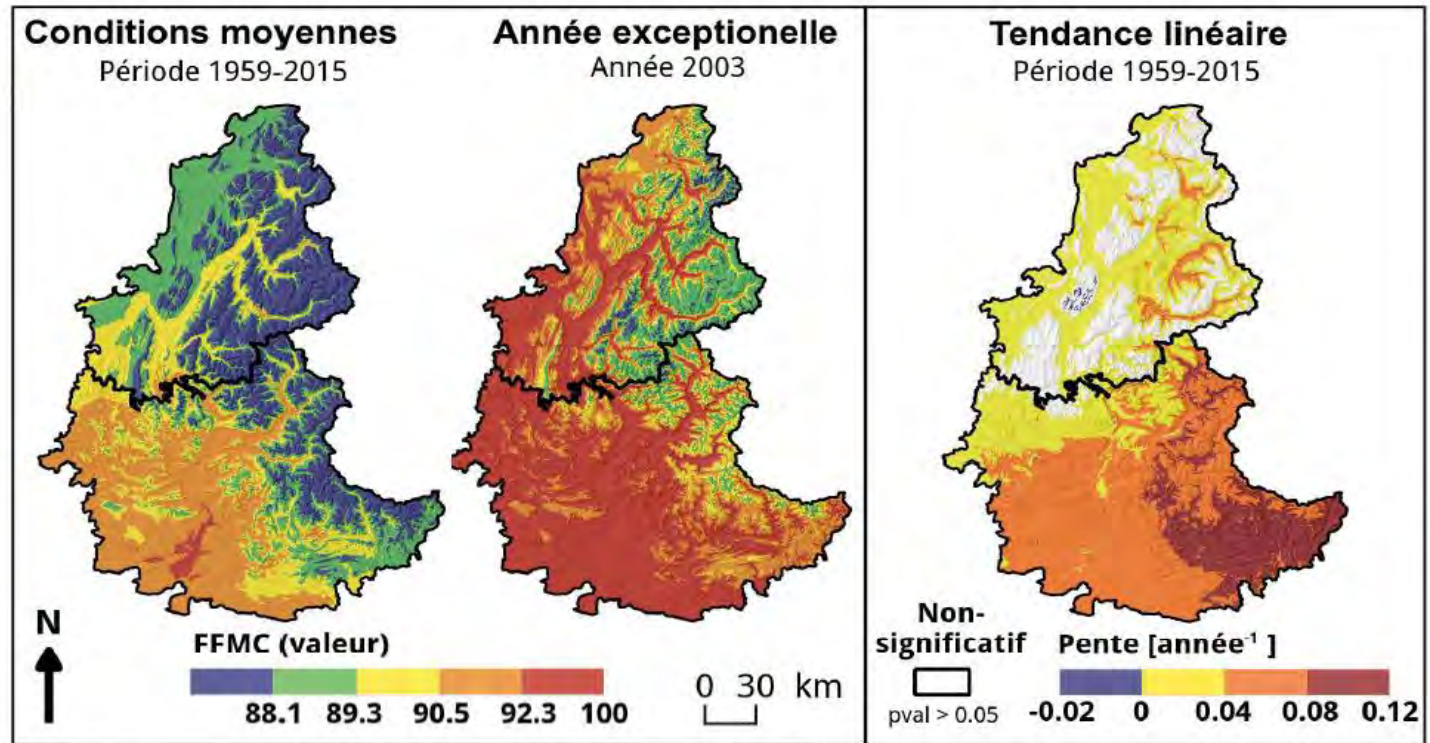 Conditions moyennes
Période 1959-2015
Année exceptionelle
Année 2003
Tendance linéaire
Période 1959-2015
N
FFMC (valeur)
88.1 89.3 90.5 92.3 100
0 30 km
Non-
significatif
pval > 0.05
Pente [année⁻¹ ]
-0.02 0 0.04 0.08 0.12